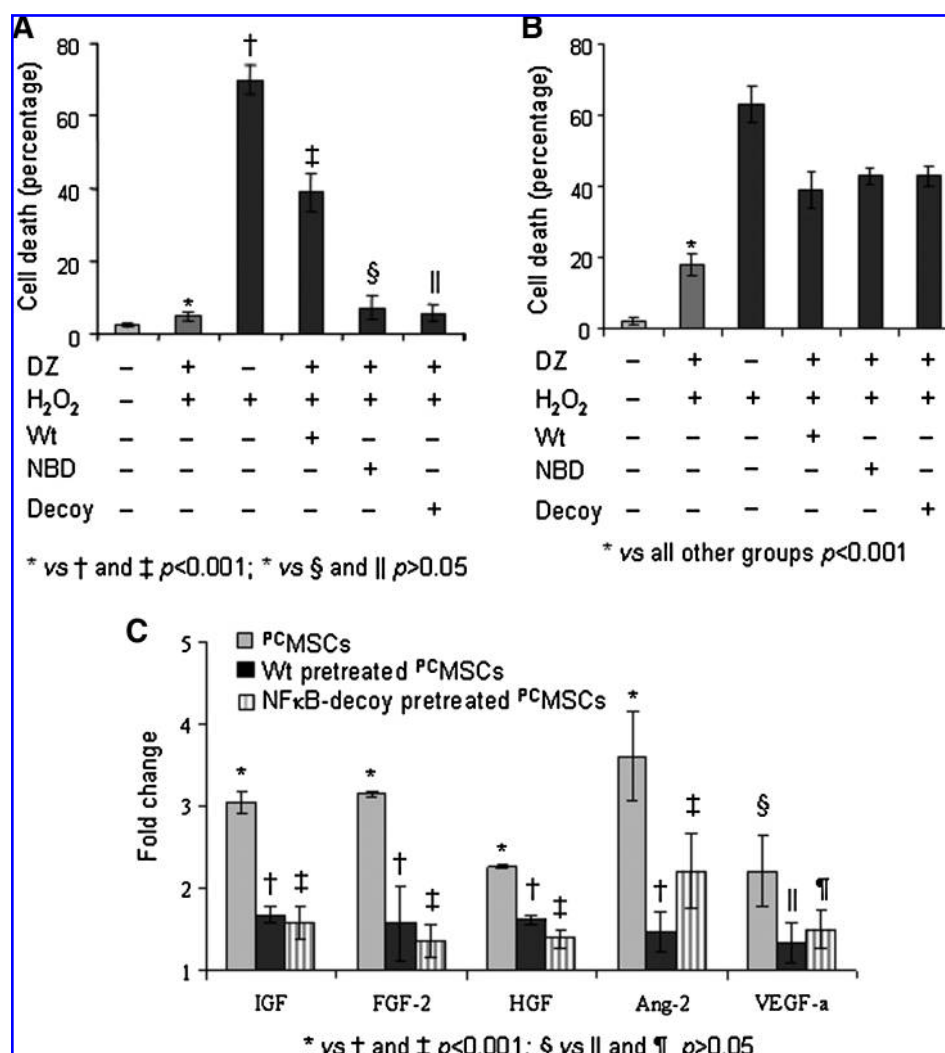 A
Cell death (percentage)
80
60
40
20
0
†
‡
*
§
||
DZ – + – + + +
H₂O₂ – + + + + +
Wt – – – + – –
NBD – – – – + –
Decoy – – – – – +
* vs † and ‡ p<0.001; * vs § and || p>0.05
B
Cell death (percentage)
80
60
40
20
0
*
DZ – + – + + +
H₂O₂ – + + + + +
Wt – – – + – –
NBD – – – – + –
Decoy – – – – – +
* vs all other groups p<0.001
C
Fold change
5
4
3
2
1
PCMSCs
Wt pretreated PCMSCs
NFκB-decoy pretreated PCMSCs
* † ‡
* † ‡
* † ‡
* † ‡
§ || ¶
IGF FGF-2 HGF Ang-2 VEGF-a
* vs † and ‡ p<0.001; § vs || and ¶ p>0.05